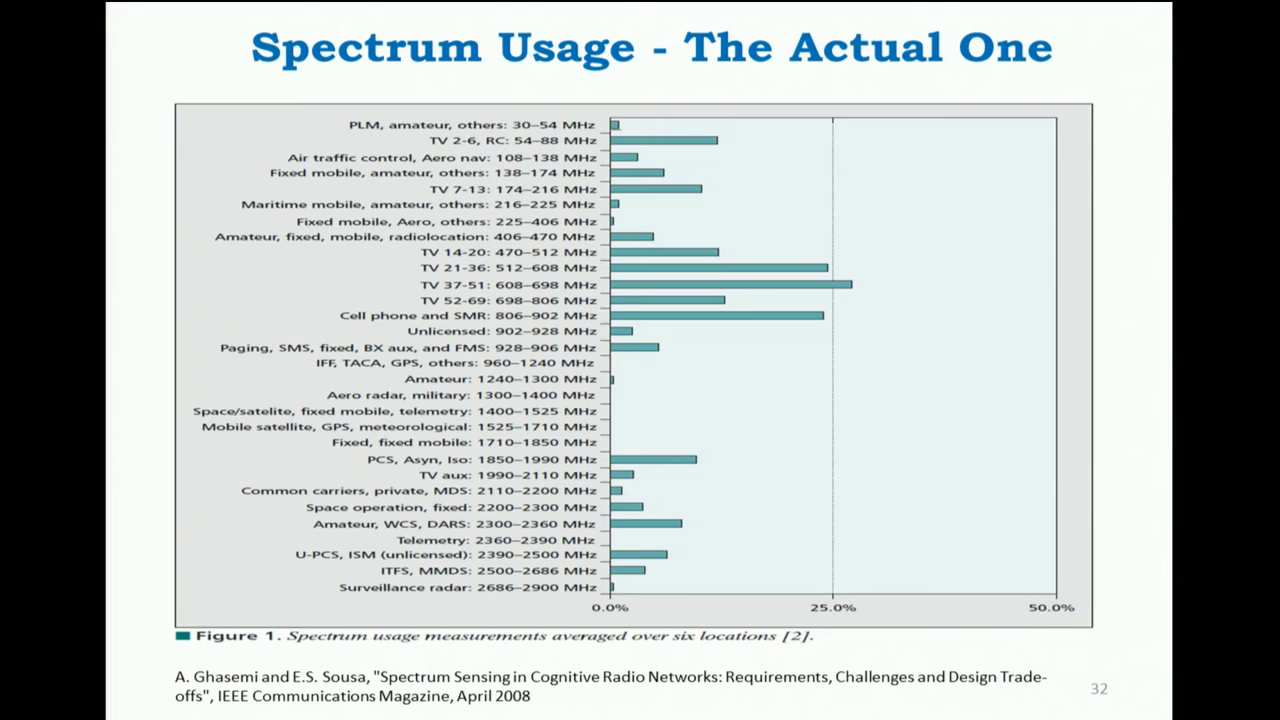 Spectrum Usage - The Actual One
PLM, amateur, others: 30–54 MHz
TV 2-6, RC: 54–88 MHz
Air traffic control, Aero nav: 108–138 MHz
Fixed mobile, amateur, others: 138–174 MHz
TV 7-13: 174–216 MHz
Maritime mobile, amateur, others: 216–225 MHz
Fixed mobile, Aero, others: 225–406 MHz
Amateur, fixed, mobile, radiolocation: 406–470 MHz
TV 14-20: 470–512 MHz
TV 21-36: 512–608 MHz
TV 37-51: 608–698 MHz
TV 52-69: 698–806 MHz
Cell phone and SMR: 806–902 MHz
Unlicensed: 902–928 MHz
Paging, SMS, fixed, BX aux, and FMS: 928–906 MHz
IFF, TACA, GPS, others: 960–1240 MHz
Amateur: 1240–1300 MHz
Aero radar, military: 1300–1400 MHz
Space/satelite, fixed mobile, telemetry: 1400–1525 MHz
Mobile satellite, GPS, meteorological: 1525–1710 MHz
Fixed, fixed mobile: 1710–1850 MHz
PCS, Asyn, Iso: 1850–1990 MHz
TV aux: 1990–2110 MHz
Common carriers, private, MDS: 2110–2200 MHz
Space operation, fixed: 2200–2300 MHz
Amateur, WCS, DARS: 2300–2360 MHz
Telemetry: 2360–2390 MHz
U-PCS, ISM (unlicensed): 2390–2500 MHz
ITFS, MMDS: 2500–2686 MHz
Surveillance radar: 2686–2900 MHz
0.0% 25.0% 50.0%
Figure 1. Spectrum usage measurements averaged over six locations [2].
A. Ghasemi and E.S. Sousa, "Spectrum Sensing in Cognitive Radio Networks: Requirements, Challenges and Design Trade-
offs", IEEE Communications Magazine, April 2008
32